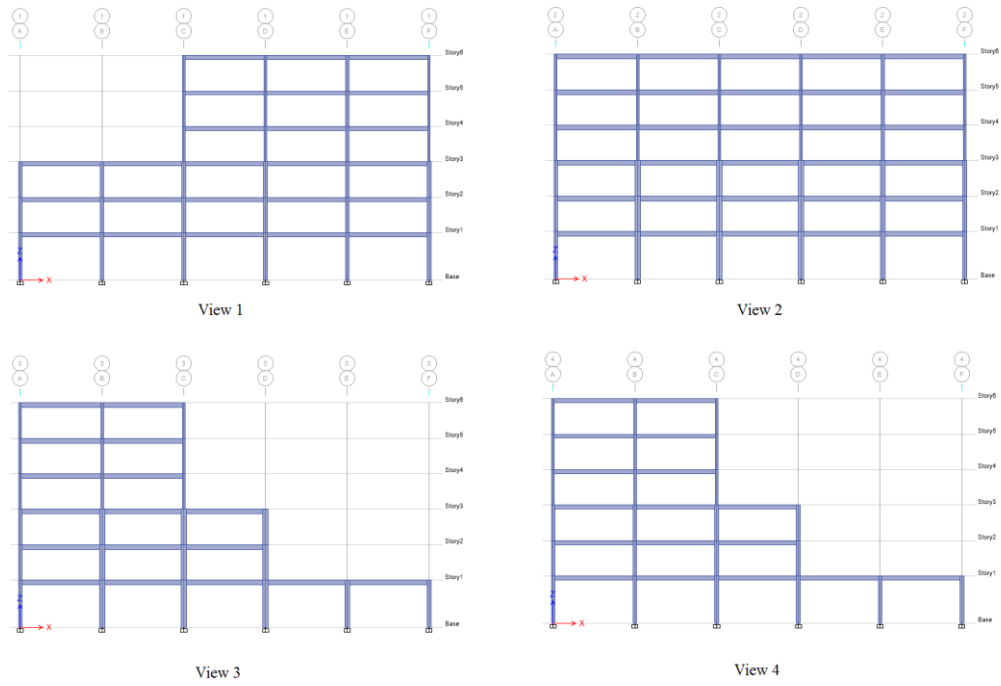 1 1 1 1 1 1
A B C D E F
Story6
Story5
Story4
Story3
Story2
Story1
Z
X
Base
View 1
2 2 2 2 2 2
A B C D E F
Story6
Story5
Story4
Story3
Story2
Story1
Z
X
Base
View 2
3 3 3 3 3 3
A B C D E F
Story6
Story5
Story4
Story3
Story2
Story1
Z
X
Base
View 3
4 4 4 4 4 4
A B C D E F
Story6
Story5
Story4
Story3
Story2
Story1
Z
X
Base
View 4